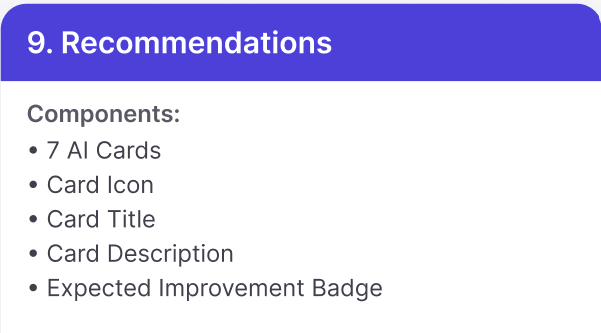 9. Recommendations
Components:
• 7 AI Cards
• Card Icon
• Card Title
• Card Description
• Expected Improvement Badge